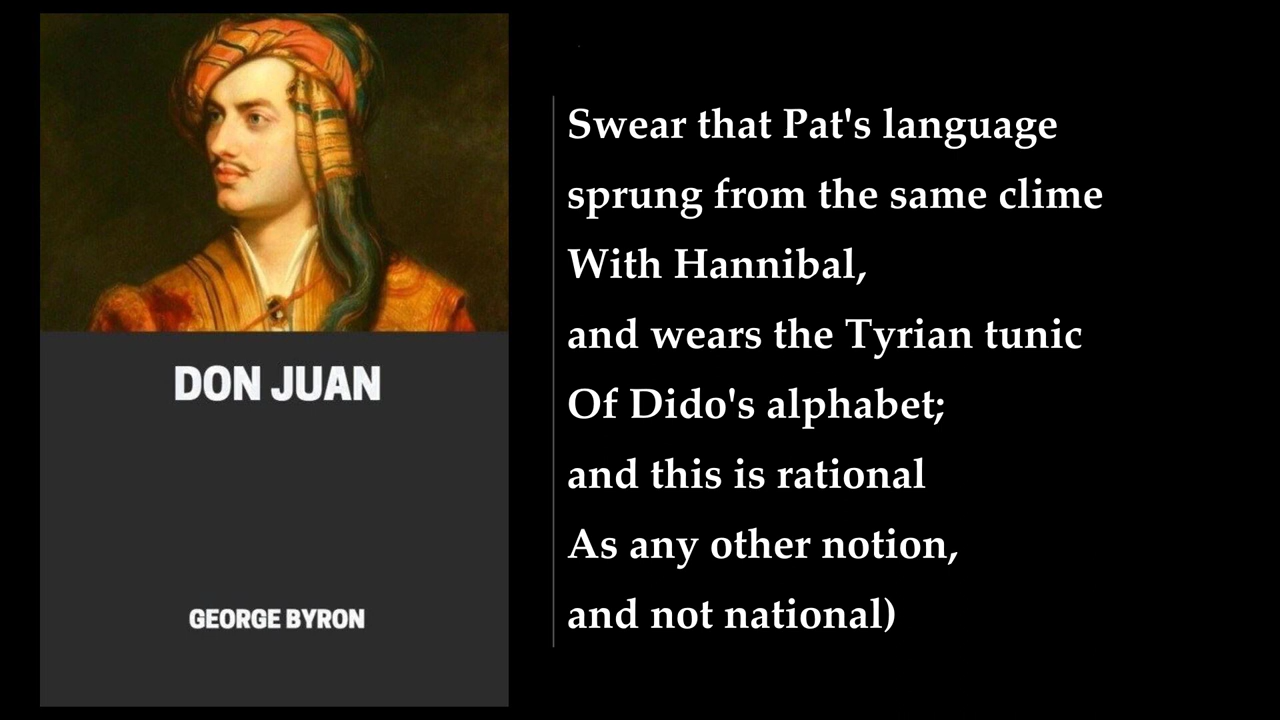 DON JUAN
GEORGE BYRON
Swear that Pat's language
sprung from the same clime
With Hannibal,
and wears the Tyrian tunic
Of Dido's alphabet;
and this is rational
As any other notion,
and not national)